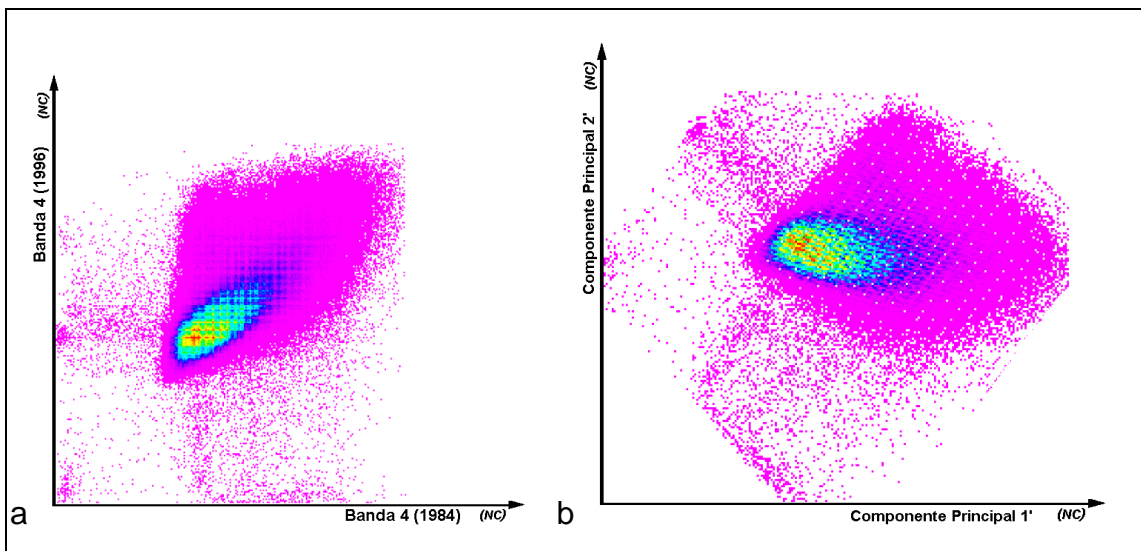 Banda 4 (1996) (NC)
Banda 4 (1984) (NC)
a
Componente Principal 2' (NC)
Componente Principal 1' (NC)
b